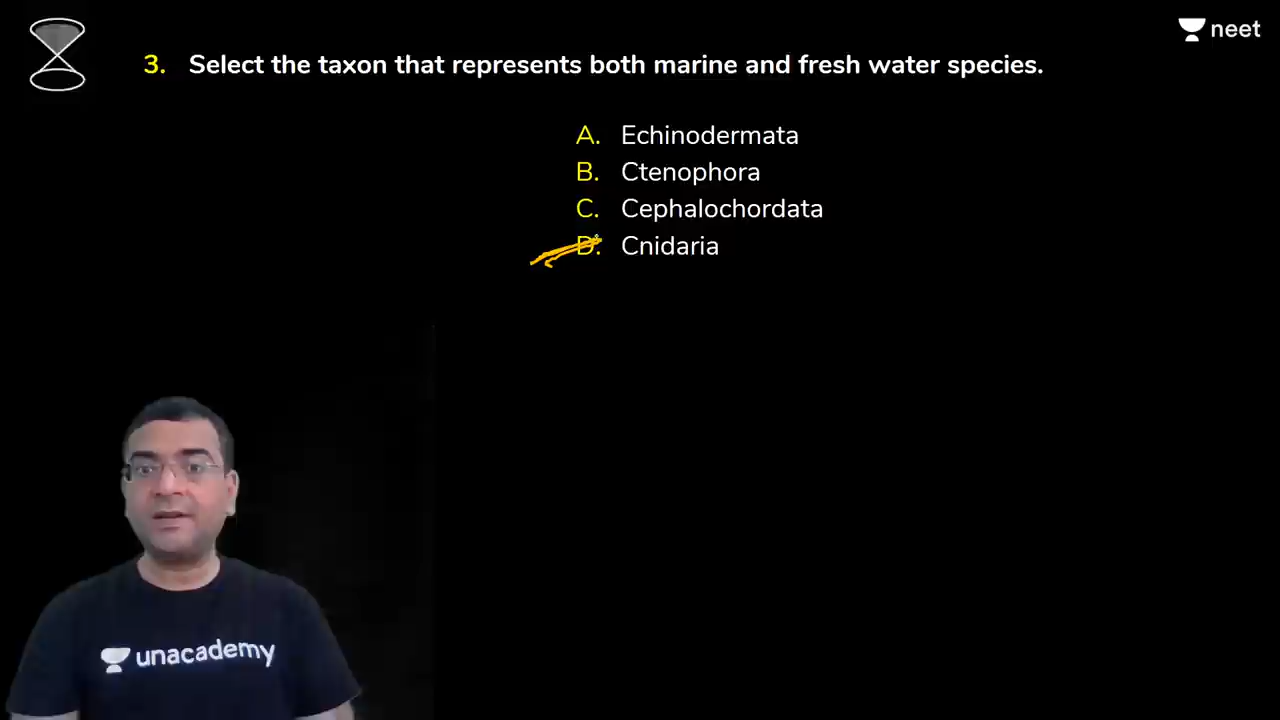 neet
3. Select the taxon that represents both marine and fresh water species.
A. Echinodermata
B. Ctenophora
C. Cephalochordata
D. Cnidaria
unacademy